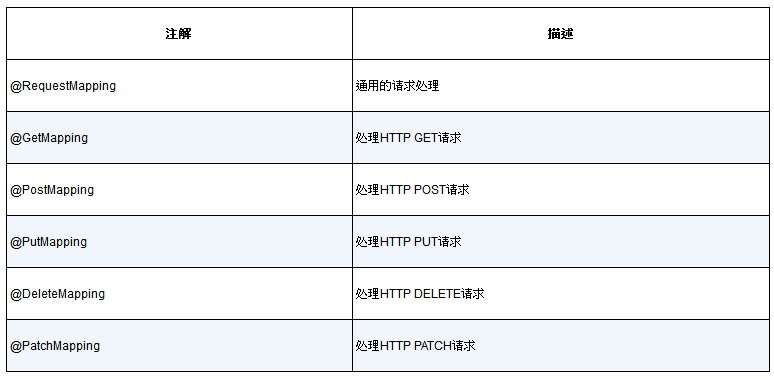 注解 描述
@RequestMapping 通用的请求处理
@GetMapping 处理HTTP GET请求
@PostMapping 处理HTTP POST请求
@PutMapping 处理HTTP PUT请求
@DeleteMapping 处理HTTP DELETE请求
@PatchMapping 处理HTTP PATCH请求